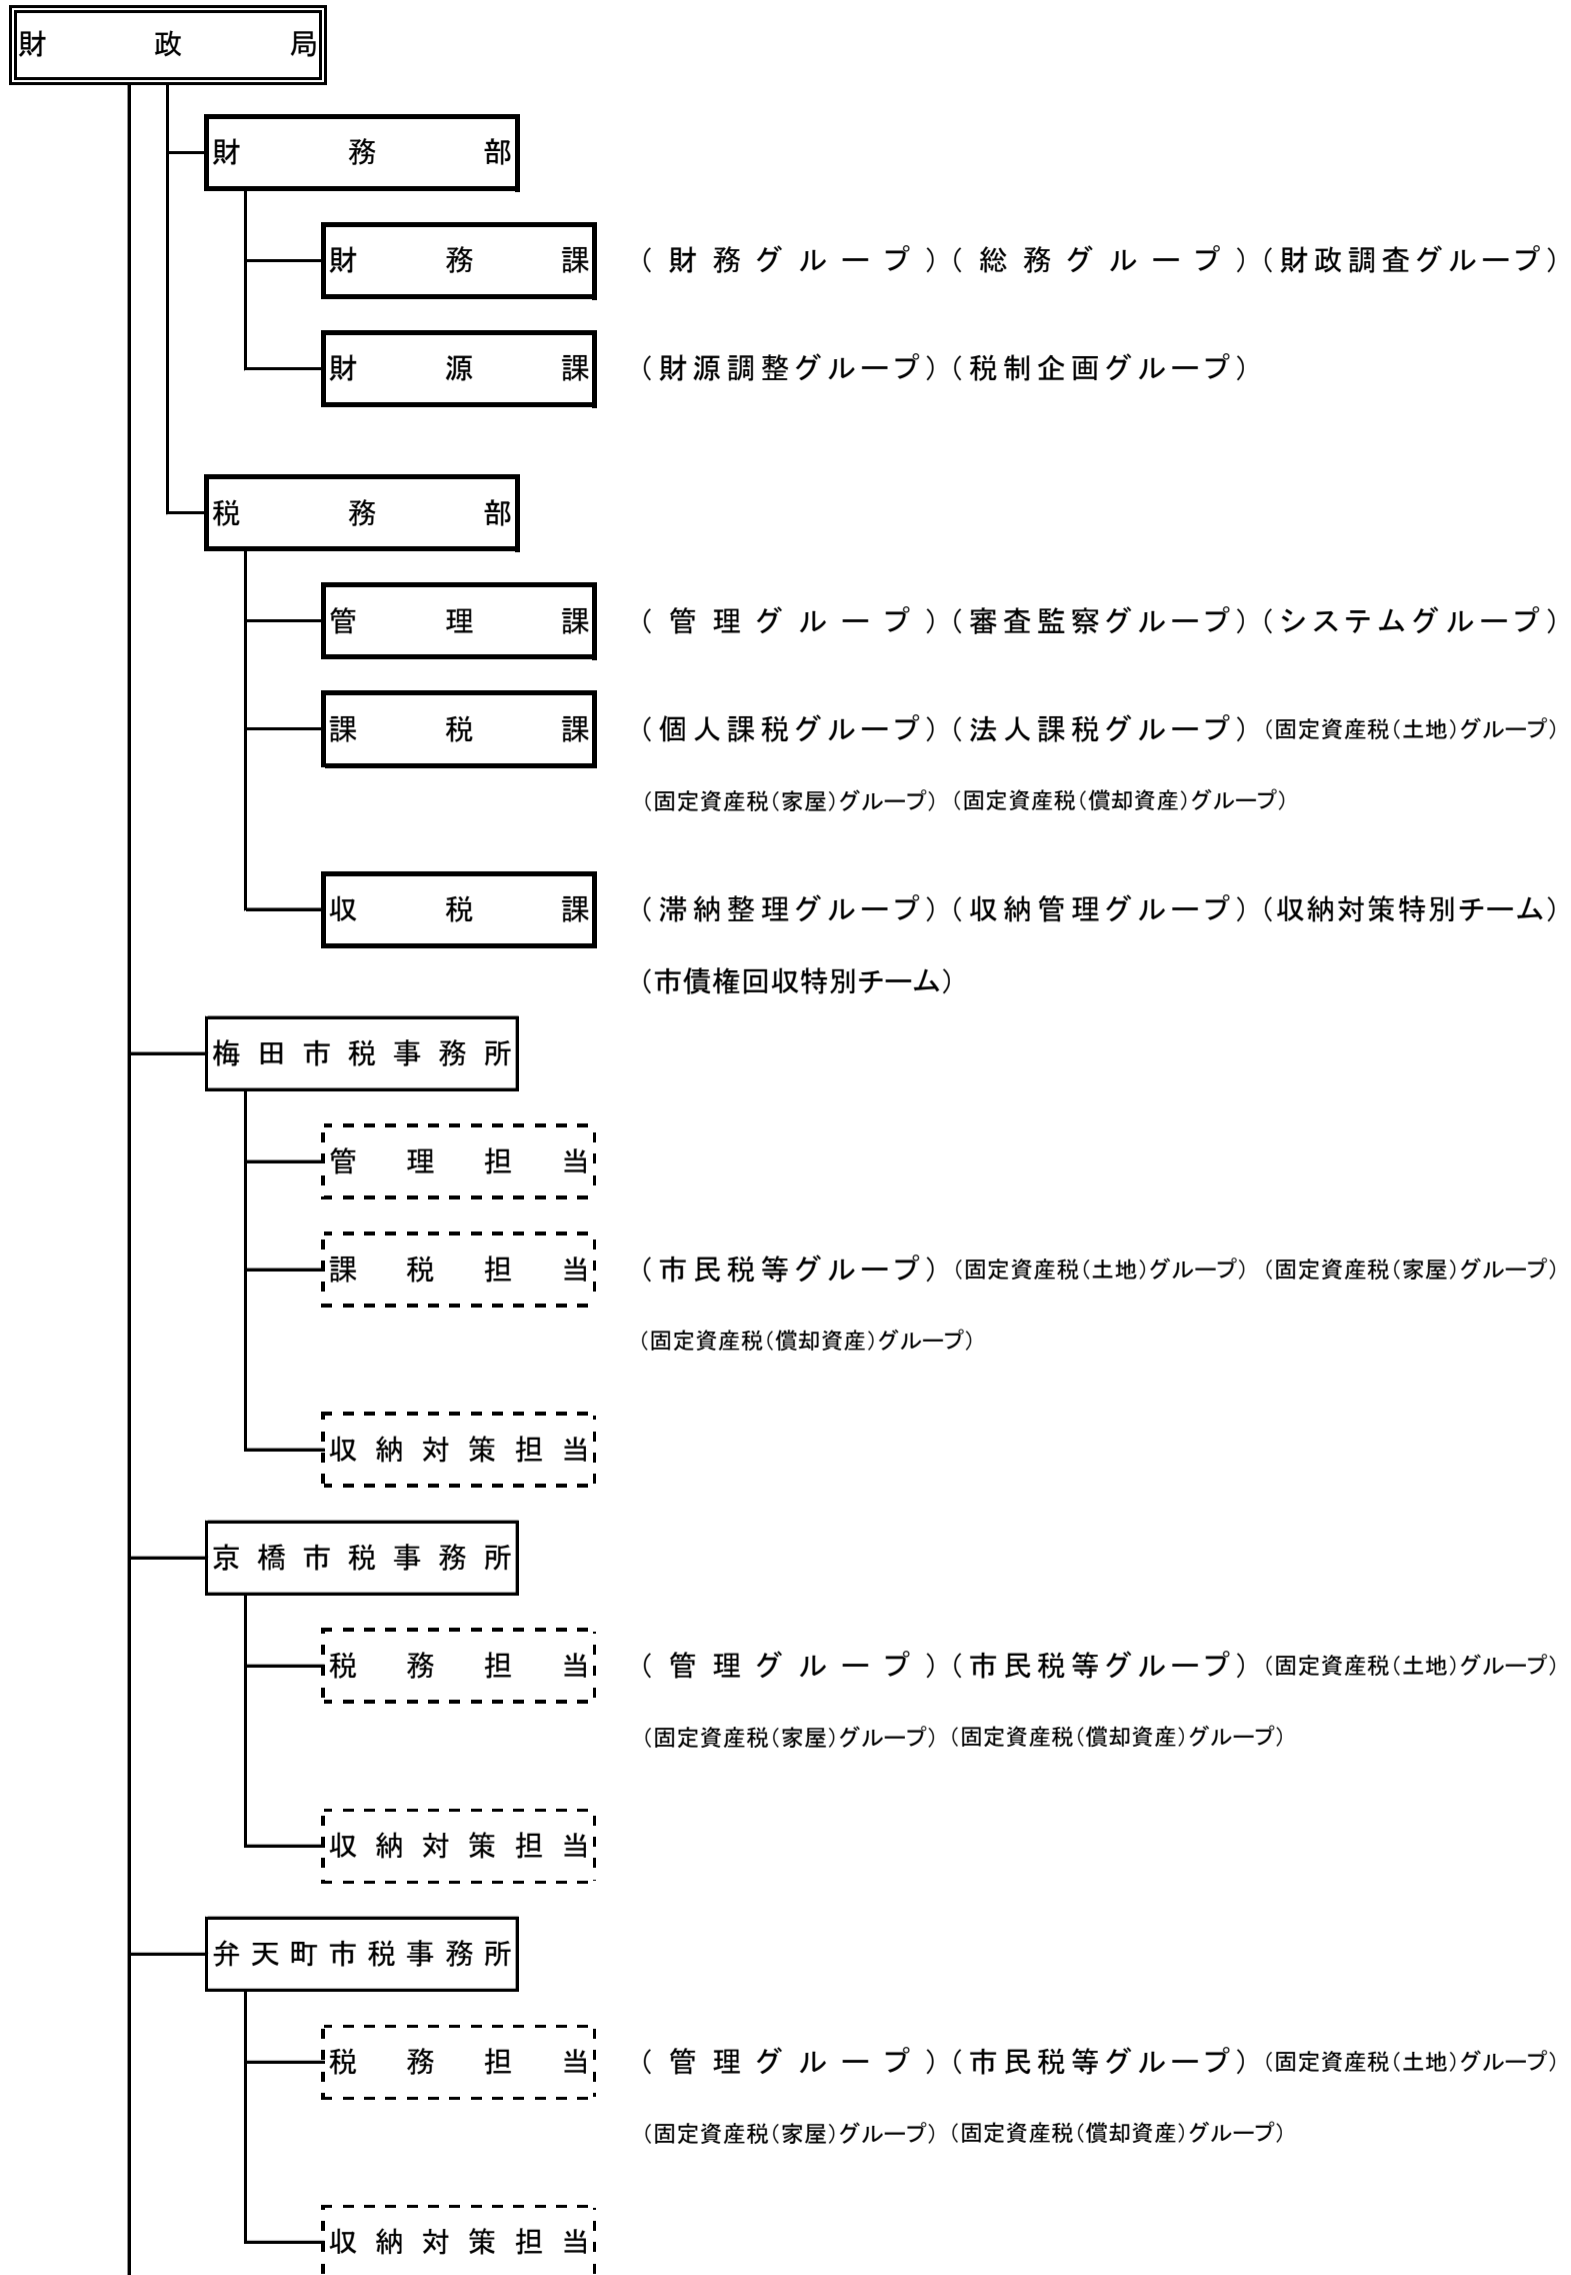 財政局
財務部
財務課 （財務グループ）（総務グループ）（財政調査グループ）
財源課 （財源調整グループ）（税制企画グループ）
税務部
管理課 （管理グループ）（審査監察グループ）（システムグループ）
課税課 （個人課税グループ）（法人課税グループ）（固定資産税（土地）グループ）
（固定資産税（家屋）グループ）（固定資産税（償却資産）グループ）
収税課 （滞納整理グループ）（収納管理グループ）（収納対策特別チーム）
（市債権回収特別チーム）
梅田市税事務所
管理担当
課税担当 （市民税等グループ）（固定資産税（土地）グループ）（固定資産税（家屋）グループ）
（固定資産税（償却資産）グループ）
収納対策担当
京橋市税事務所
税務担当 （管理グループ）（市民税等グループ）（固定資産税（土地）グループ）
（固定資産税（家屋）グループ）（固定資産税（償却資産）グループ）
収納対策担当
弁天町市税事務所
税務担当 （管理グループ）（市民税等グループ）（固定資産税（土地）グループ）
（固定資産税（家屋）グループ）（固定資産税（償却資産）グループ）
収納対策担当